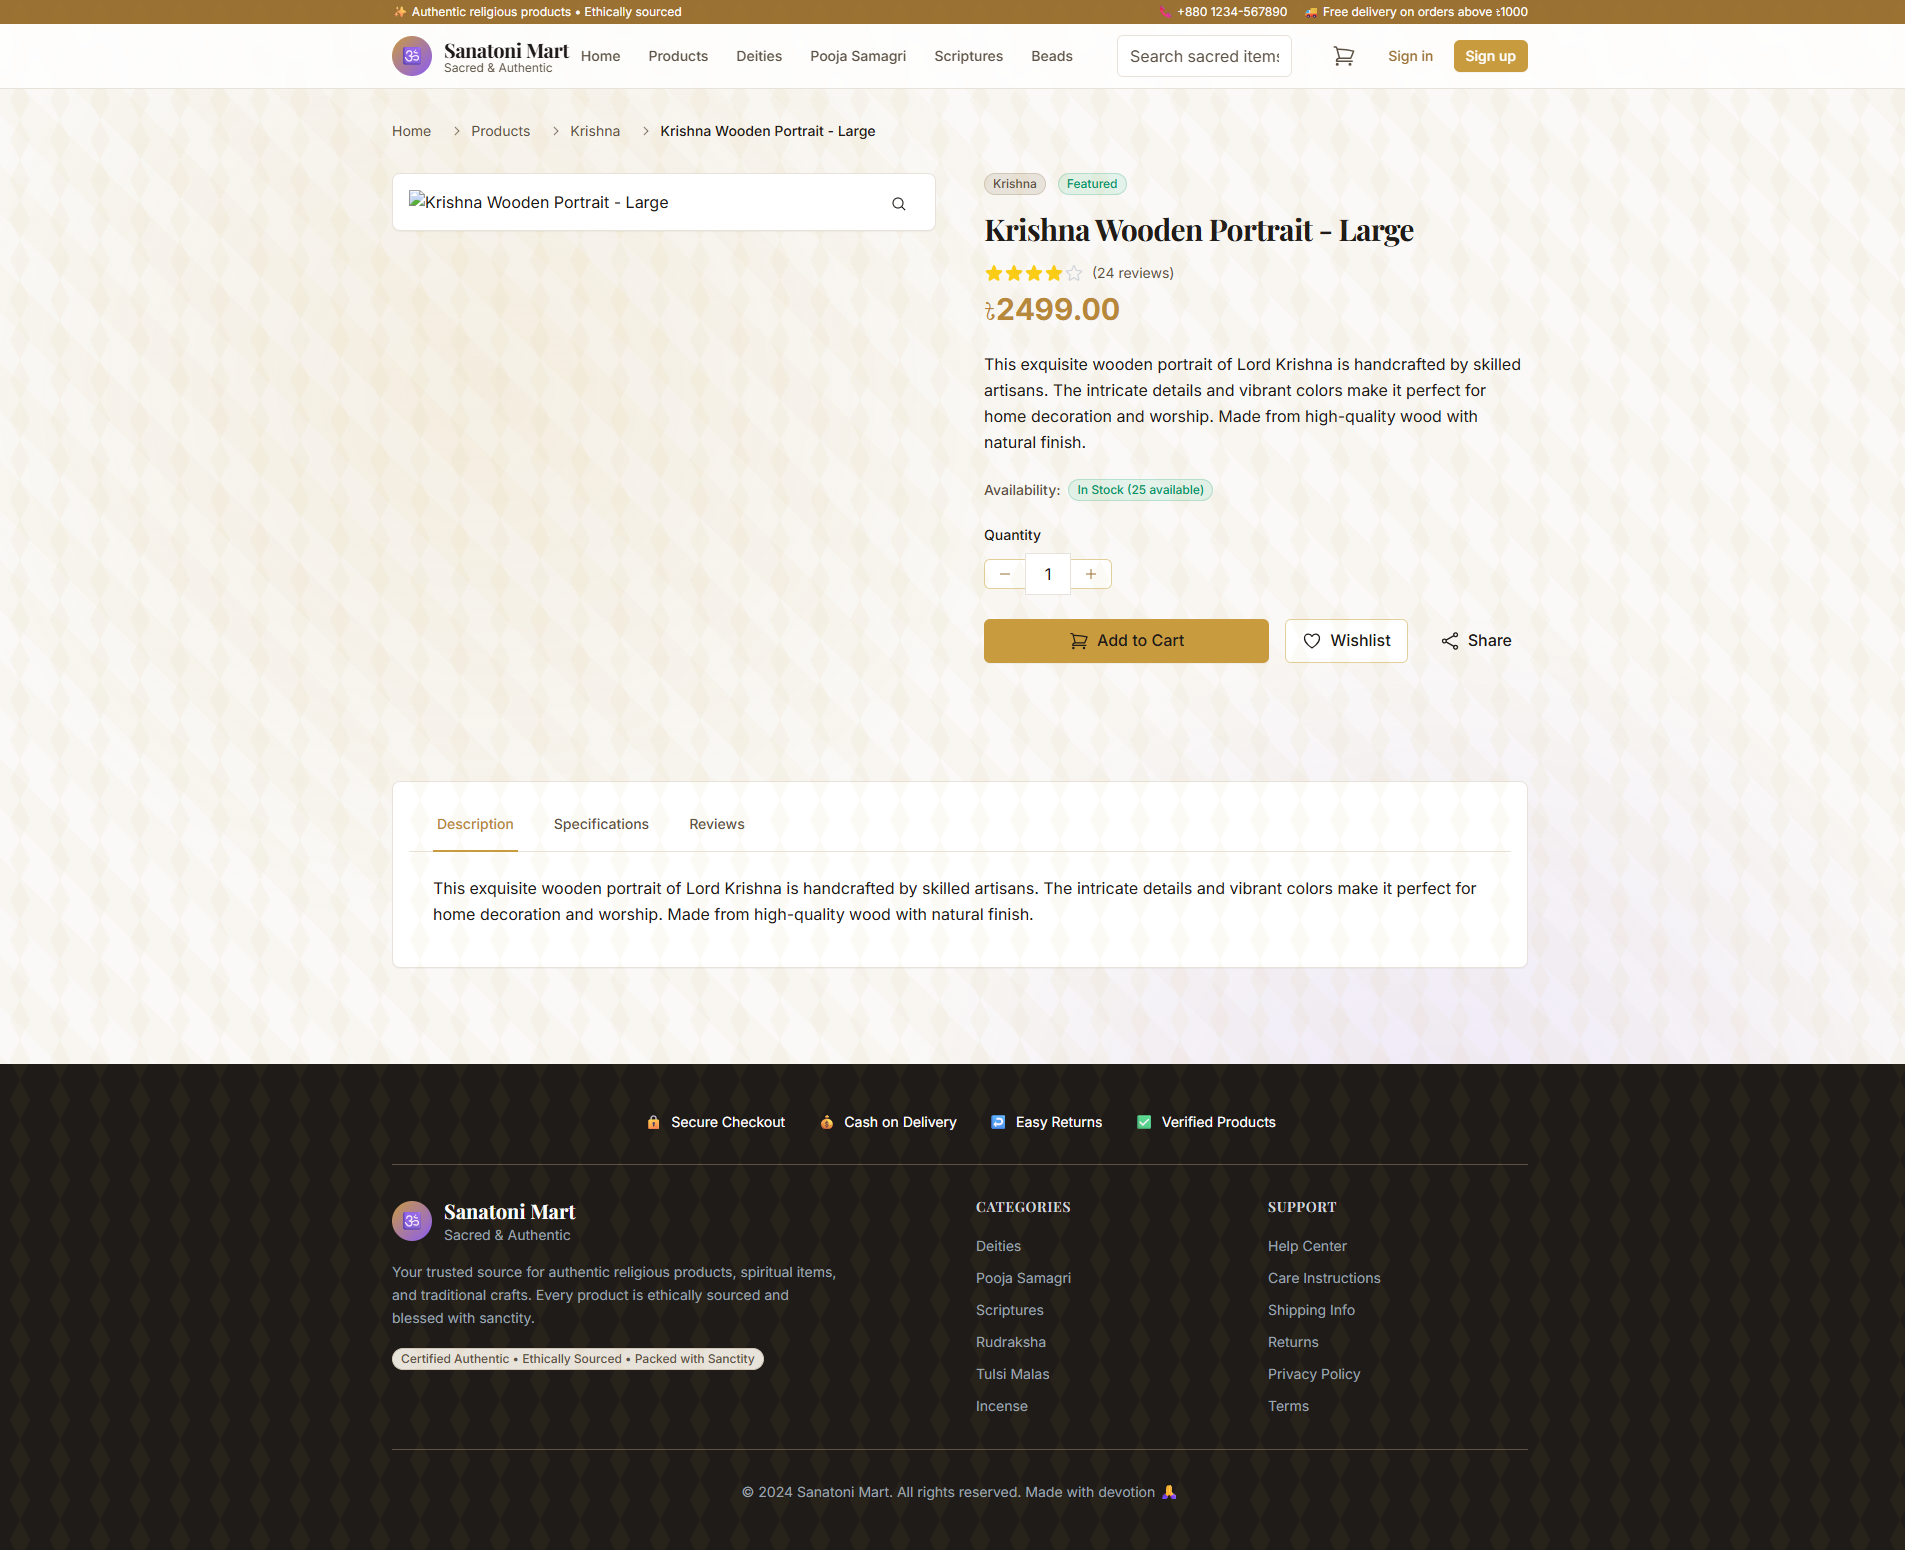 ✨ Authentic religious products • Ethically sourced
📞 +880 1234-567890 🚚 Free delivery on orders above ৳1000
🕉️ Sanatoni Mart
Sacred & Authentic
Home Products Deities Pooja Samagri Scriptures Beads
Search sacred items
Sign in Sign up
Home > Products > Krishna > Krishna Wooden Portrait - Large
Krishna Wooden Portrait - Large
Krishna Featured
Krishna Wooden Portrait - Large
(24 reviews)
৳2499.00
This exquisite wooden portrait of Lord Krishna is handcrafted by skilled
artisans. The intricate details and vibrant colors make it perfect for
home decoration and worship. Made from high-quality wood with
natural finish.
Availability: In Stock (25 available)
Quantity
− 1 +
Add to Cart Wishlist Share
Description Specifications Reviews
This exquisite wooden portrait of Lord Krishna is handcrafted by skilled artisans. The intricate details and vibrant colors make it perfect for
home decoration and worship. Made from high-quality wood with natural finish.
🔒 Secure Checkout 💰 Cash on Delivery ↩️ Easy Returns ✅ Verified Products
🕉️ Sanatoni Mart
Sacred & Authentic
Your trusted source for authentic religious products, spiritual items,
and traditional crafts. Every product is ethically sourced and
blessed with sanctity.
Certified Authentic • Ethically Sourced • Packed with Sanctity
CATEGORIES
Deities
Pooja Samagri
Scriptures
Rudraksha
Tulsi Malas
Incense
SUPPORT
Help Center
Care Instructions
Shipping Info
Returns
Privacy Policy
Terms
© 2024 Sanatoni Mart. All rights reserved. Made with devotion 🙏